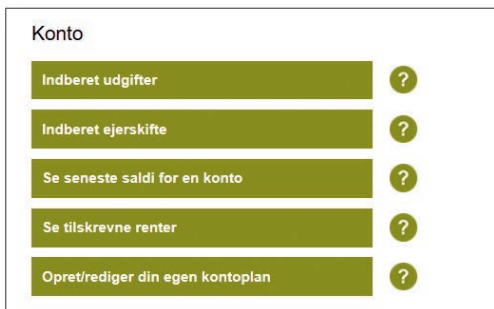 Konto
Indberet udgifter ?
Indberet ejerskifte ?
Se seneste saldi for en konto ?
Se tilskrevne renter ?
Opret/rediger din egen kontoplan ?